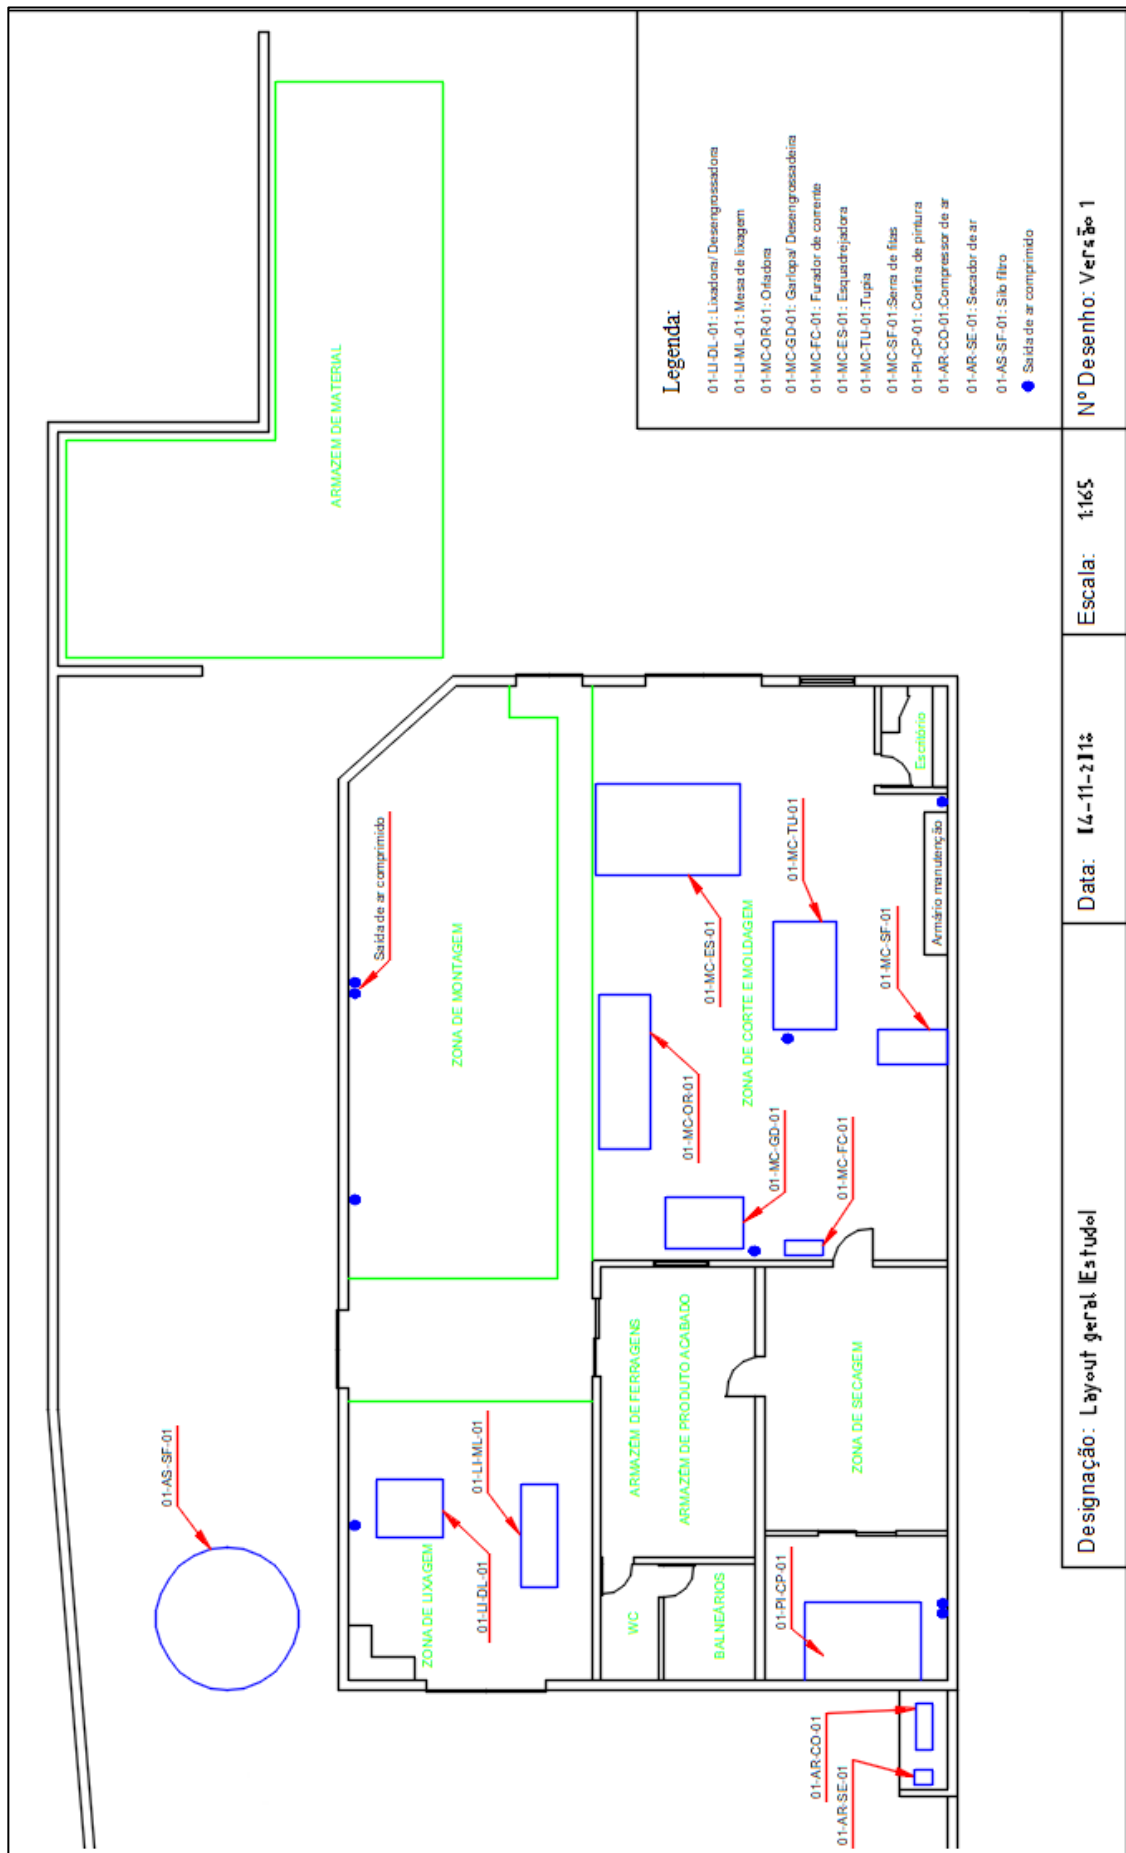 ARMAZEM DE MATERIAL
Saida de ar comprimido
ZONA DE MONTAGEM
01-AS-SF-01
01-LI-ML-01
01-LI-DL-01
ZONA DE LIXAGEM
ARMAZÉM DE FERRAGENS
ARMAZÉM DE PRODUTO ACABADO
WC
BALNEÁRIOS
ZONA DE SECAGEM
01-PI-CP-01
01-AR-CO-01
01-AR-SE-01
01-MC-OR-01
01-MC-ES-01
ZONA DE CORTE E MOLDAGEM
01-MC-GD-01
01-MC-TU-01
01-MC-FC-01
01-MC-SF-01
Armário manutenção
Escritório
Legenda:
01-LI-DL-01: Lixadora/ Desengrossadora
01-LI-ML-01: Mesa de lixagem
01-MC-OR-01: Orladora
01-MC-GD-01: Garlopa/ Desengrossadeira
01-MC-FC-01: Furador de corrente
01-MC-ES-01: Esquadrejadora
01-MC-TU-01:Tupia
01-MC-SF-01:Serra de fitas
01-PI-CP-01: Cortina de pintura
01-AR-CO-01:Compressor de ar
01-AR-SE-01: Secador de ar
01-AS-SF-01: Silo filtro
Saída de ar comprimido
Designação: Layout geral
Data:
Escala: 1:165
Nº Desenho: Versão 1